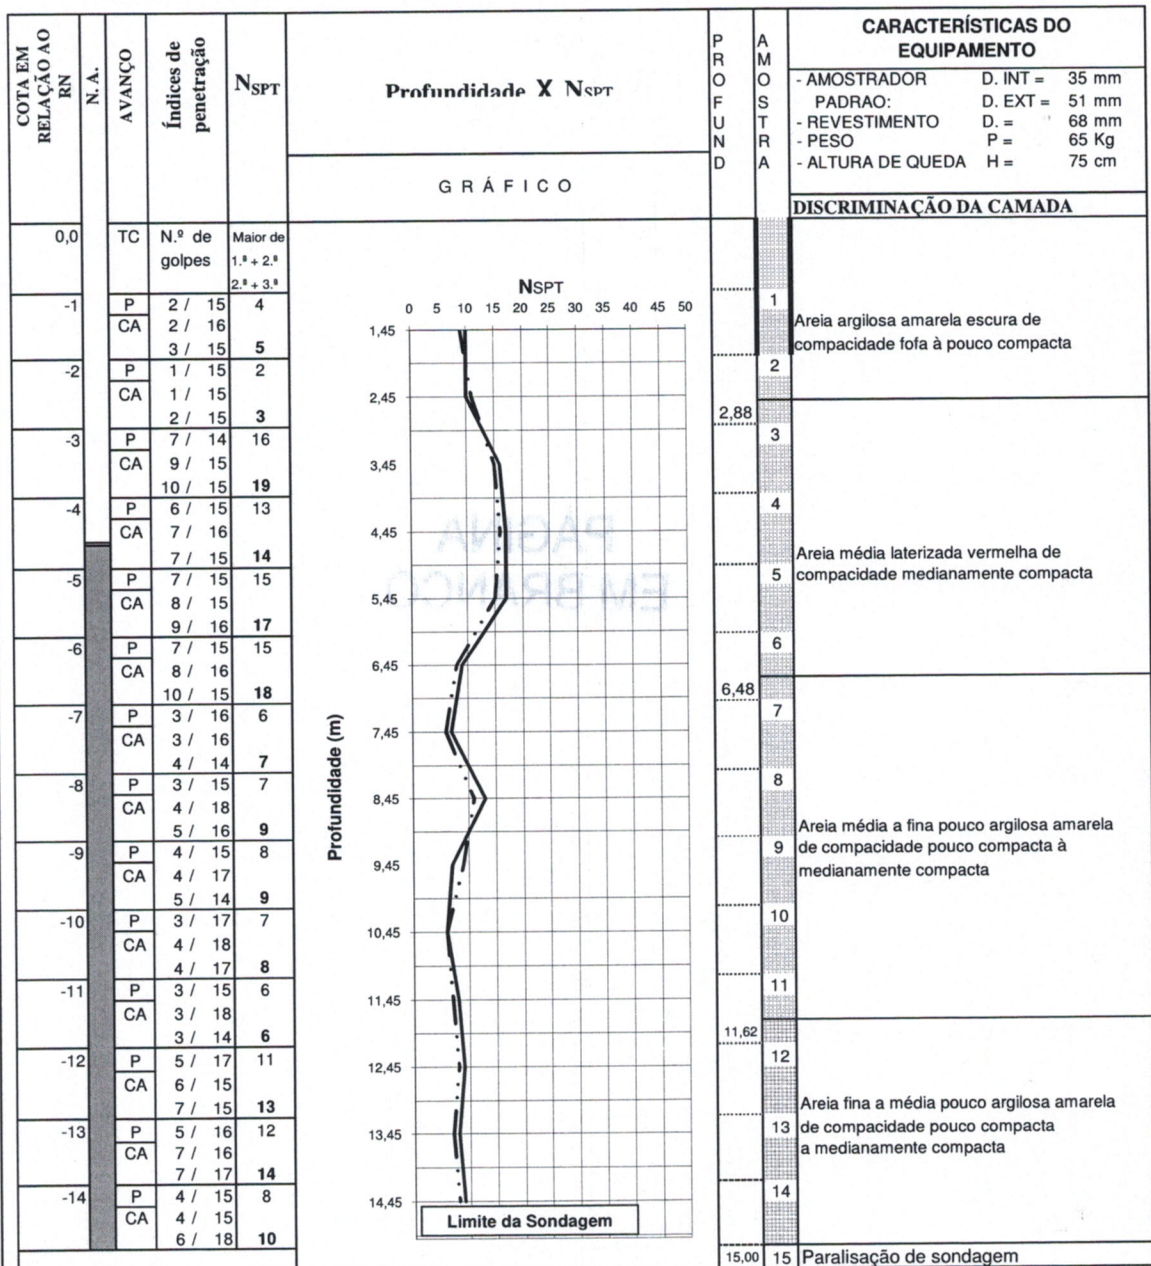 COTA EM RELAÇÃO AO RN
N. A.
AVANÇO
Índices de penetração
NSPT
Profundidade X NSPT
GRÁFICO
PROFUND
AMOSTRA
CARACTERÍSTICAS DO
EQUIPAMENTO
- AMOSTRADOR D. INT = 35 mm
PADRAO: D. EXT = 51 mm
- REVESTIMENTO D. = 68 mm
- PESO P = 65 Kg
- ALTURA DE QUEDA H = 75 cm
DISCRIMINAÇÃO DA CAMADA
0,0 TC N.º de Maior de
golpes 1.ª + 2.ª
2.ª + 3.ª
-1 P 2 / 15 4
CA 2 / 16
3 / 15 5
-2 P 1 / 15 2
CA 1 / 15
2 / 15 3
-3 P 7 / 14 16
CA 9 / 15
10 / 15 19
-4 P 6 / 15 13
CA 7 / 16
7 / 15 14
-5 P 7 / 15 15
CA 8 / 15
9 / 16 17
-6 P 7 / 15 15
CA 8 / 16
10 / 15 18
-7 P 3 / 16 6
CA 3 / 16
4 / 14 7
-8 P 3 / 15 7
CA 4 / 18
5 / 16 9
-9 P 4 / 15 8
CA 4 / 17
5 / 14 9
-10 P 3 / 17 7
CA 4 / 18
4 / 17 8
-11 P 3 / 15 6
CA 3 / 18
3 / 14 6
-12 P 5 / 17 11
CA 6 / 15
7 / 15 13
-13 P 5 / 16 12
CA 7 / 16
7 / 17 14
-14 P 4 / 15 8
CA 4 / 15
6 / 18 10
NSPT
0 5 10 15 20 25 30 35 40 45 50
Profundidade (m)
1,45
2,45
3,45
4,45
5,45
6,45
7,45
8,45
9,45
10,45
11,45
12,45
13,45
14,45
PÁGINA
EM BRANCO
Limite da Sondagem
1
Areia argilosa amarela escura de
compacidade fofa à pouco compacta
2
2,88
3
4
Areia média laterizada vermelha de
5 compacidade medianamente compacta
6
6,48
7
8
Areia média a fina pouco argilosa amarela
9 de compacidade pouco compacta à
medianamente compacta
10
11
11,62
12
Areia fina a média pouco argilosa amarela
13 de compacidade pouco compacta
a medianamente compacta
14
15,00 15 Paralisação de sondagem